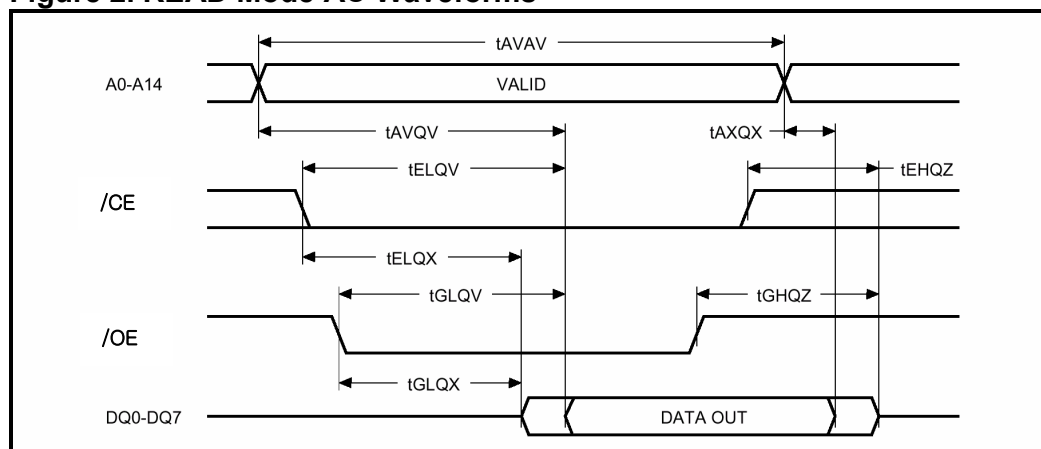 Figure 2. READ Mode AC Waveforms
tAVAV
A0-A14
VALID
tAVQV
tAXQX
tELQV
tEHQZ
/CE
tELQX
tGLQV
tGHQZ
/OE
tGLQX
DQ0-DQ7
DATA OUT